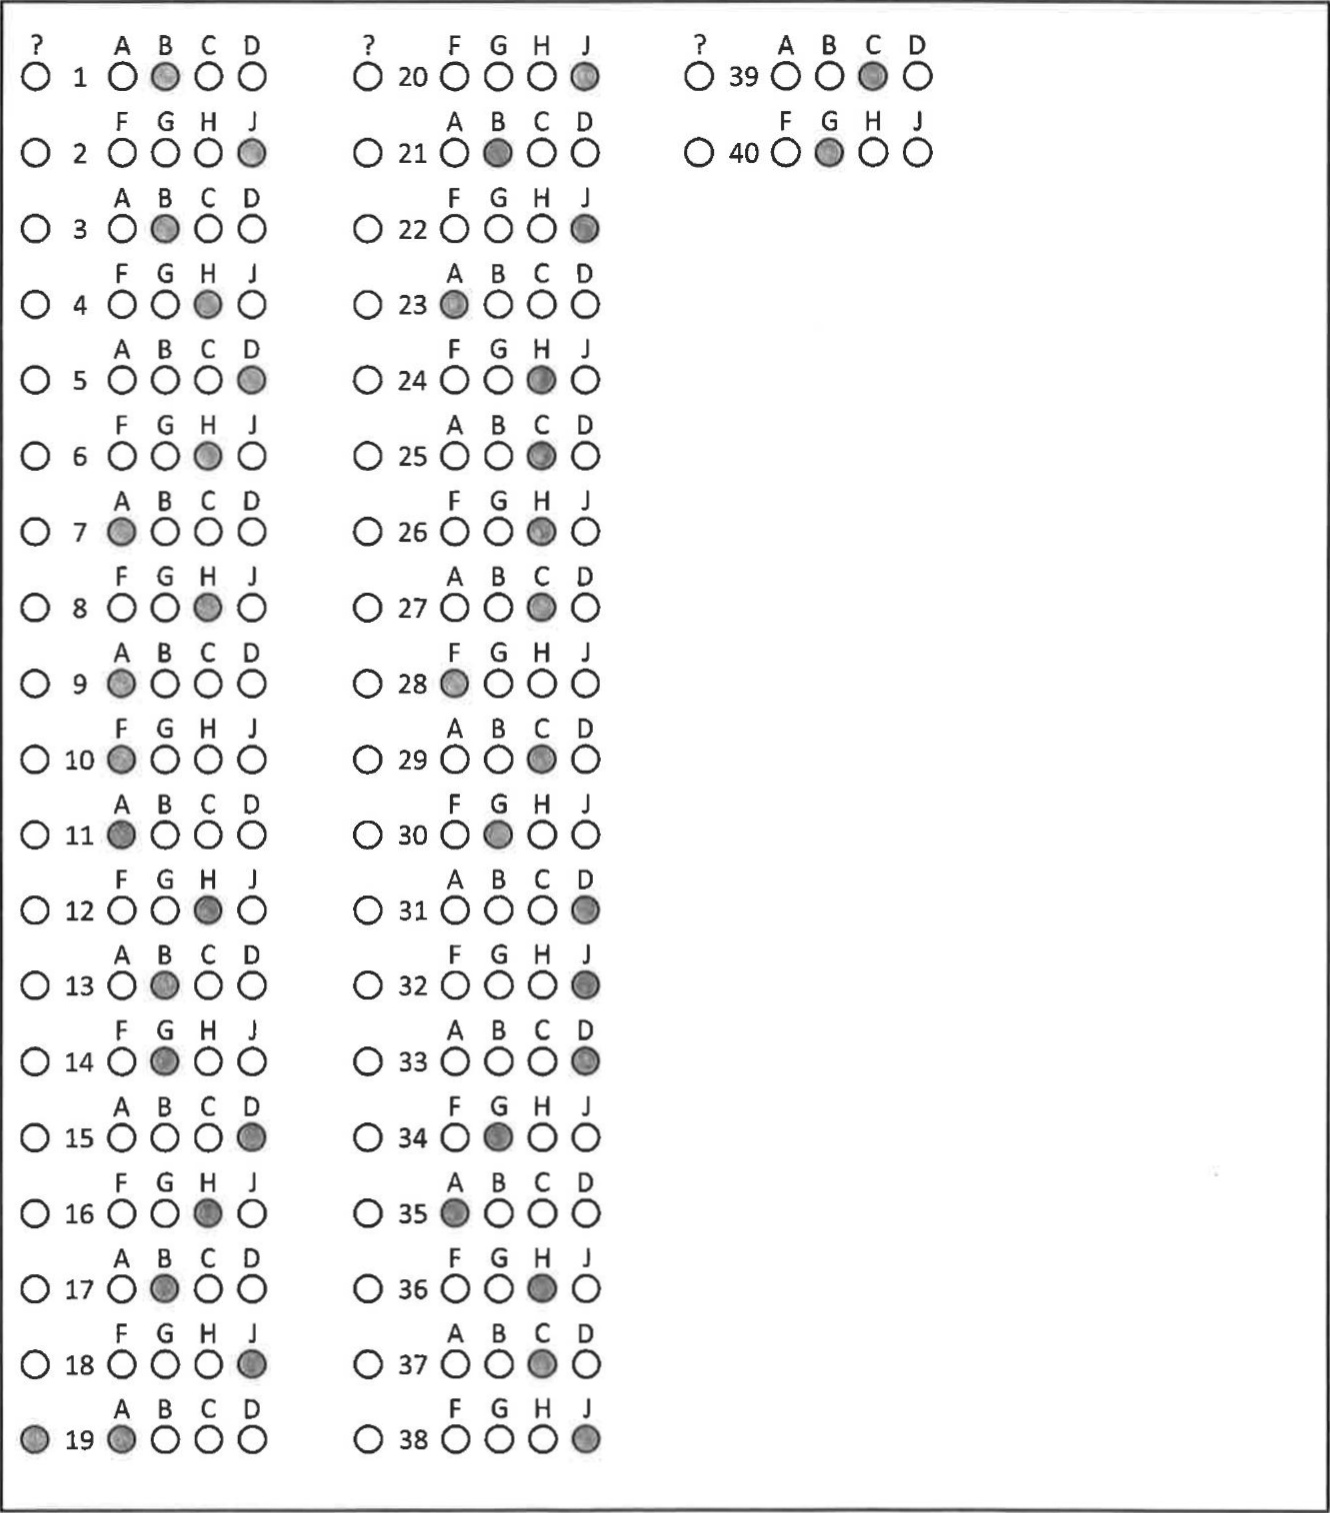 ? A B C D
1
F G H J
2
A B C D
3
F G H J
4
A B C D
5
F G H J
6
A B C D
7
F G H J
8
A B C D
9
F G H J
10
A B C D
11
F G H J
12
A B C D
13
F G H J
14
A B C D
15
F G H J
16
A B C D
17
F G H J
18
A B C D
19
? F G H J
20
A B C D
21
F G H J
22
A B C D
23
F G H J
24
A B C D
25
F G H J
26
A B C D
27
F G H J
28
A B C D
29
F G H J
30
A B C D
31
F G H J
32
A B C D
33
F G H J
34
A B C D
35
F G H J
36
A B C D
37
F G H J
38
? A B C D
39
F G H J
40